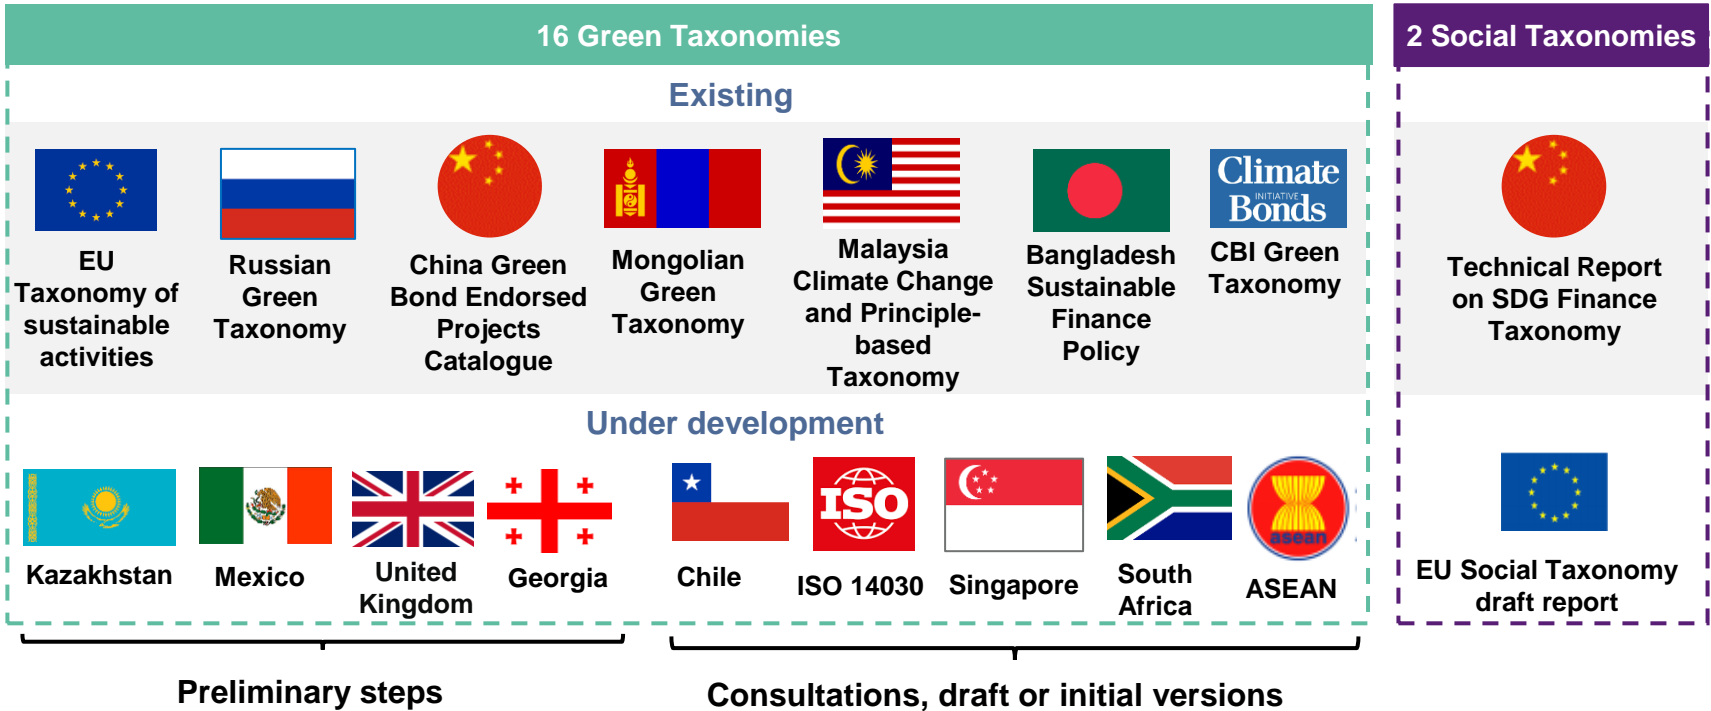 16 Green Taxonomies
2 Social Taxonomies
Existing
EU
Taxonomy of
sustainable
activities
Russian
Green
Taxonomy
China Green
Bond Endorsed
Projects
Catalogue
Mongolian
Green
Taxonomy
Malaysia
Climate Change
and Principle-
based
Taxonomy
Bangladesh
Sustainable
Finance
Policy
Climate
INITIATIVE
Bonds
CBI Green
Taxonomy
Technical Report
on SDG Finance
Taxonomy
Under development
Kazakhstan
Mexico
United
Kingdom
Georgia
Chile
ISO
ISO 14030
Singapore
South
Africa
asean
ASEAN
EU Social Taxonomy
draft report
Preliminary steps
Consultations, draft or initial versions